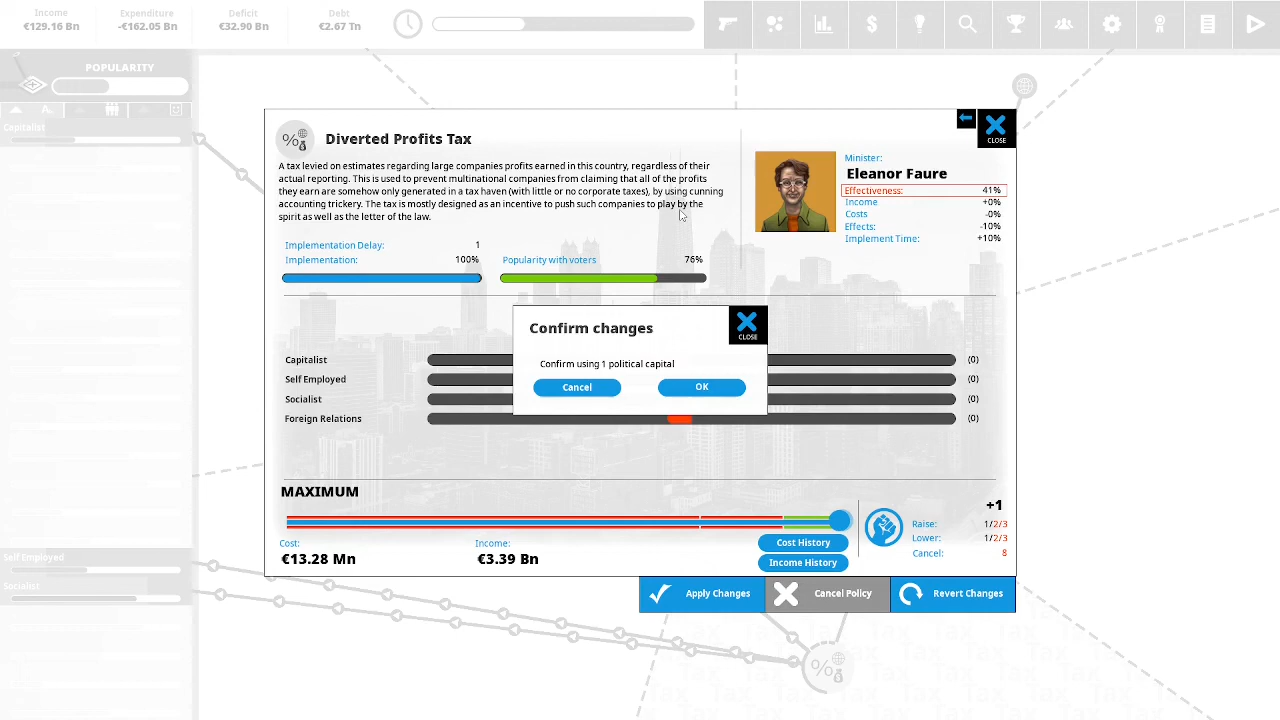 Income
€129.16 Bn
Expenditure
-€162.05 Bn
Deficit
€32.90 Bn
Debt
€2.67 Tn
POPULARITY
Capitalist
Self Employed
Socialist
Diverted Profits Tax
A tax levied on estimates regarding large companies profits earned in this country, regardless of their
actual reporting. This is used to prevent multinational companies from claiming that all of the profits
they earn are somehow only generated in a tax haven (with little or no corporate taxes), by using cunning
accounting trickery. The tax is mostly designed as an incentive to push such companies to play by the
spirit as well as the letter of the law.
Implementation Delay: 1
Implementation: 100%
Popularity with voters 76%
CLOSE
Minister:
Eleanor Faure
Effectiveness: 41%
Income +0%
Costs -0%
Effects: -10%
Implement Time: +10%
Confirm changes
CLOSE
Confirm using 1 political capital
Cancel
OK
Capitalist (0)
Self Employed (0)
Socialist (0)
Foreign Relations (0)
MAXIMUM
Cost:
€13.28 Mn
Income:
€3.39 Bn
Cost History
Income History
+1
Raise: 1/2/3
Lower: 1/2/3
Cancel: 8
Apply Changes
Cancel Policy
Revert Changes
Tax Tax Tax Tax